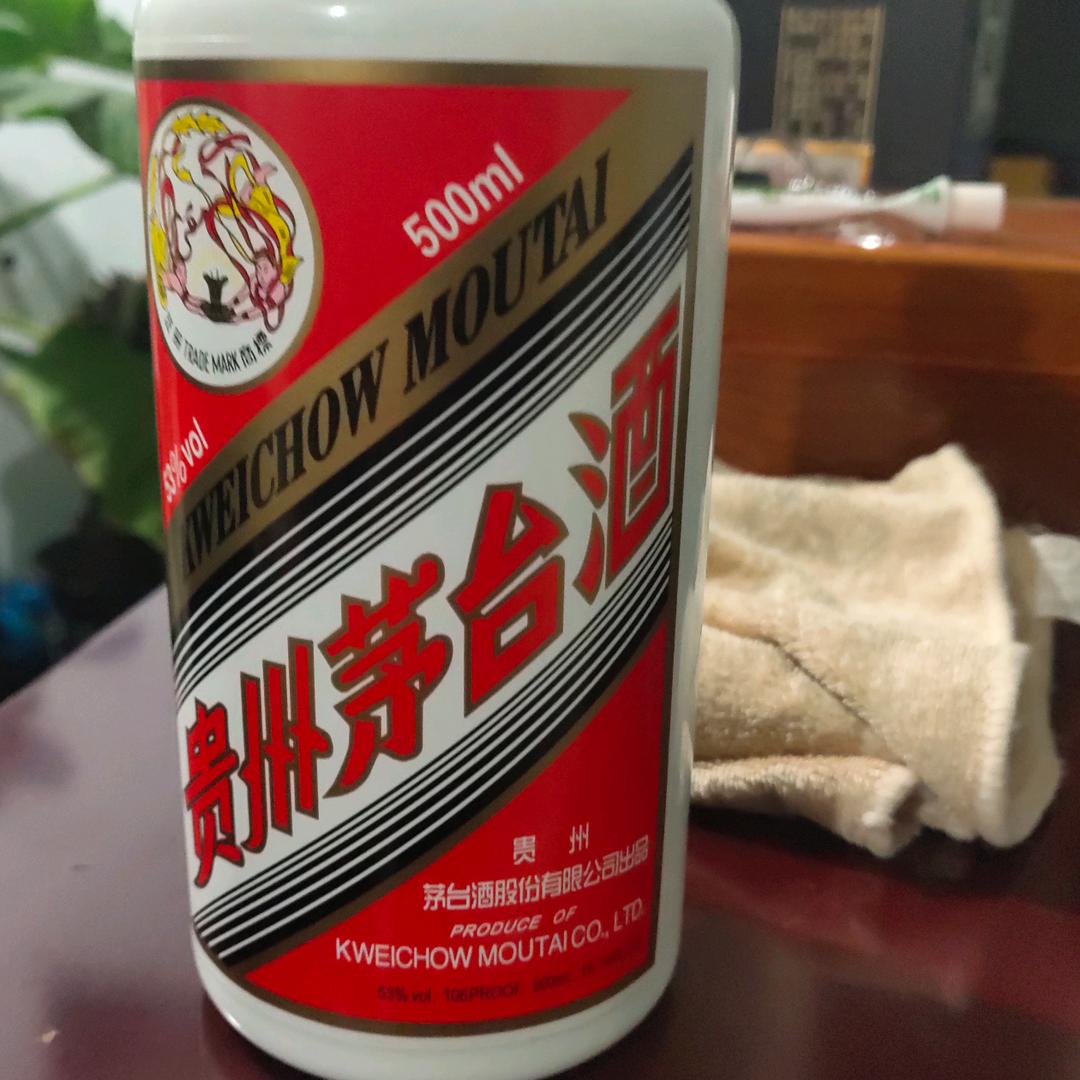 TRADE MARK 商標
500ml
53%vol
KWEICHOW MOUTAI
贵州茅台酒
贵 州
茅台酒股份有限公司出品
PRODUCE OF
KWEICHOW MOUTAI CO., LTD.
53% vol 106PROOF 500mL